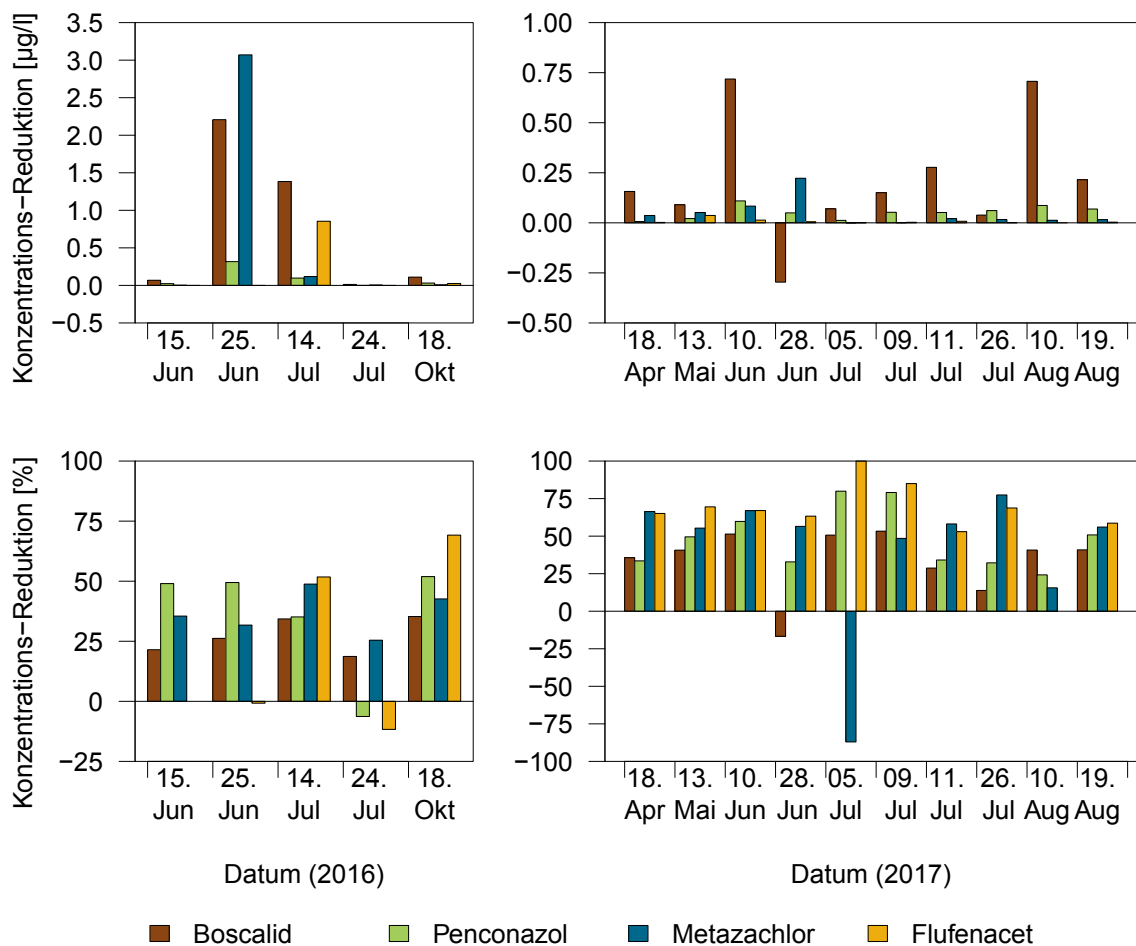 Konzentrations−Reduktion [µg/l]
3.5
3.0
2.5
2.0
1.5
1.0
0.5
0.0
−0.5
15. 25. 14. 24. 18.
Jun Jun Jul Jul Okt
1.00
0.75
0.50
0.25
0.00
−0.25
−0.50
18. 13. 10. 28. 05. 09. 11. 26. 10. 19.
Apr Mai Jun Jun Jul Jul Jul Jul Aug Aug
Konzentrations−Reduktion [%]
100
75
50
25
0
−25
15. 25. 14. 24. 18.
Jun Jun Jul Jul Okt
Datum (2016)
100
75
50
25
0
−25
−50
−75
−100
18. 13. 10. 28. 05. 09. 11. 26. 10. 19.
Apr Mai Jun Jun Jul Jul Jul Jul Aug Aug
Datum (2017)
Boscalid Penconazol Metazachlor Flufenacet